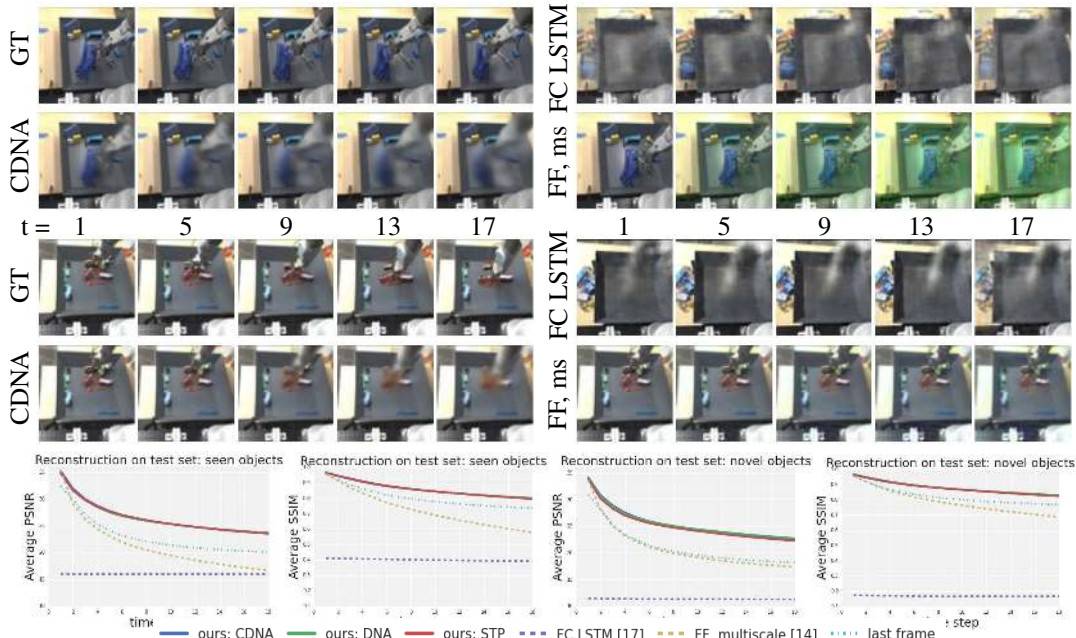 GT
FC LSTM
CDNA
FF, ms
t = 1 5 9 13 17
1 5 9 13 17
GT
FC LSTM
CDNA
FF, ms
Reconstruction on test set: seen objects
Reconstruction on test set: seen objects
Reconstruction on test set: novel objects
Reconstruction on test set: novel objects
Average PSNR
Average SSIM
Average PSNR
Average SSIM
time
step
ours: CDNA ours: DNA ours: STP FC LSTM [17] FF, multiscale [14] last frame